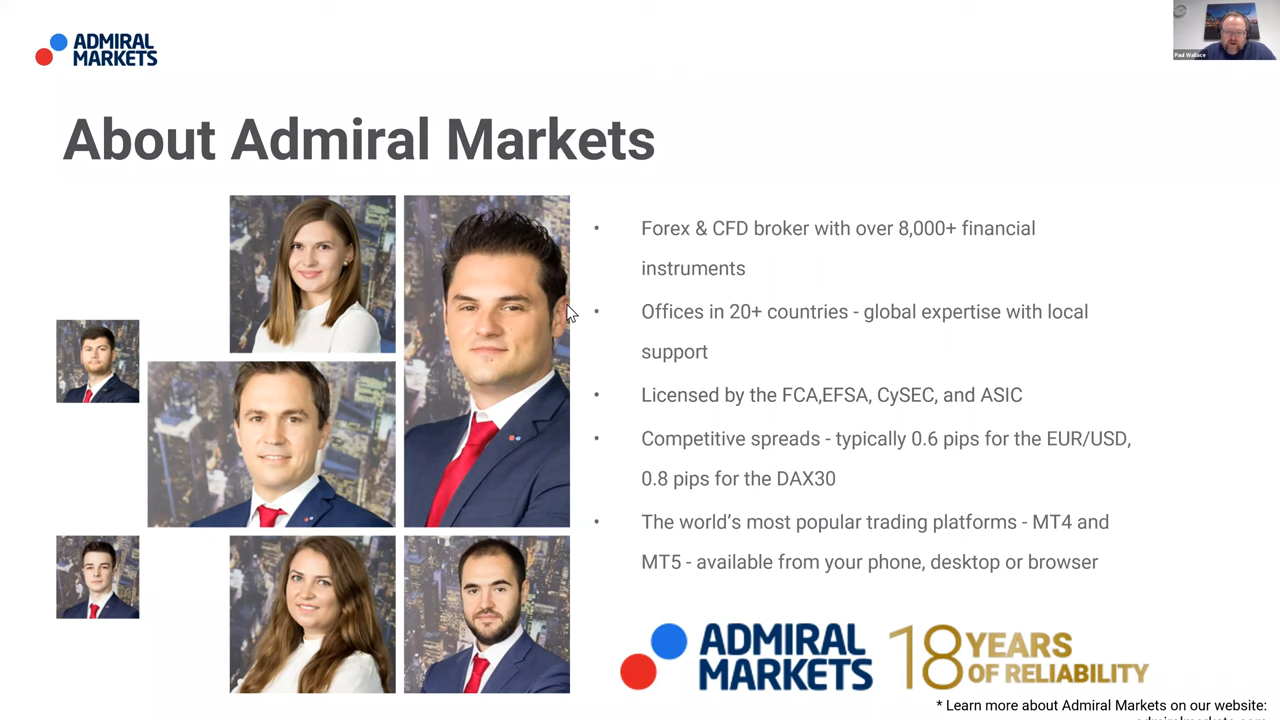 ADMIRAL
MARKETS
Paul Wallace
About Admiral Markets
• Forex & CFD broker with over 8,000+ financial
instruments
• Offices in 20+ countries - global expertise with local
support
• Licensed by the FCA,EFSA, CySEC, and ASIC
• Competitive spreads - typically 0.6 pips for the EUR/USD,
0.8 pips for the DAX30
• The world’s most popular trading platforms - MT4 and
MT5 - available from your phone, desktop or browser
ADMIRAL
MARKETS
18 YEARS
OF RELIABILITY
* Learn more about Admiral Markets on our website: